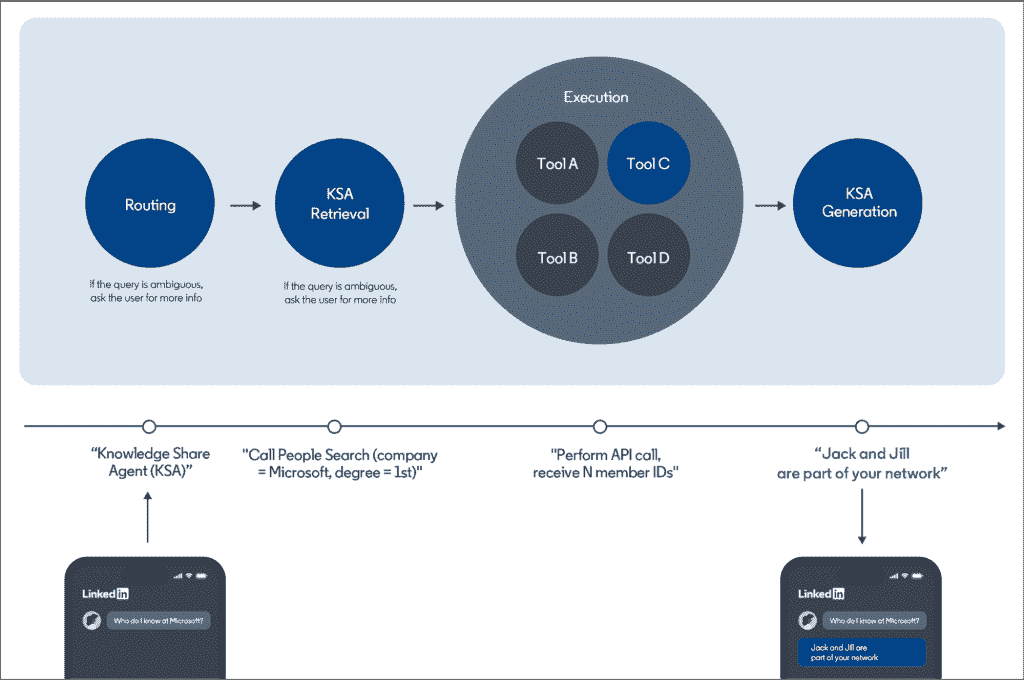 Execution
Tool A
Tool C
Tool B
Tool D
Routing
KSA
Retrieval
KSA
Generation
If the query is ambiguous,
ask the user for more info
If the query is ambiguous,
ask the user for more info
“Knowledge Share
Agent (KSA)”
"Call People Search (company
= Microsoft, degree = 1st)"
"Perform API call,
receive N member IDs"
“Jack and Jill
are part of your network”
Linked in
Who do I know at Microsoft?
Linked in
Who do I know at Microsoft?
Jack and Jill are
part of your network